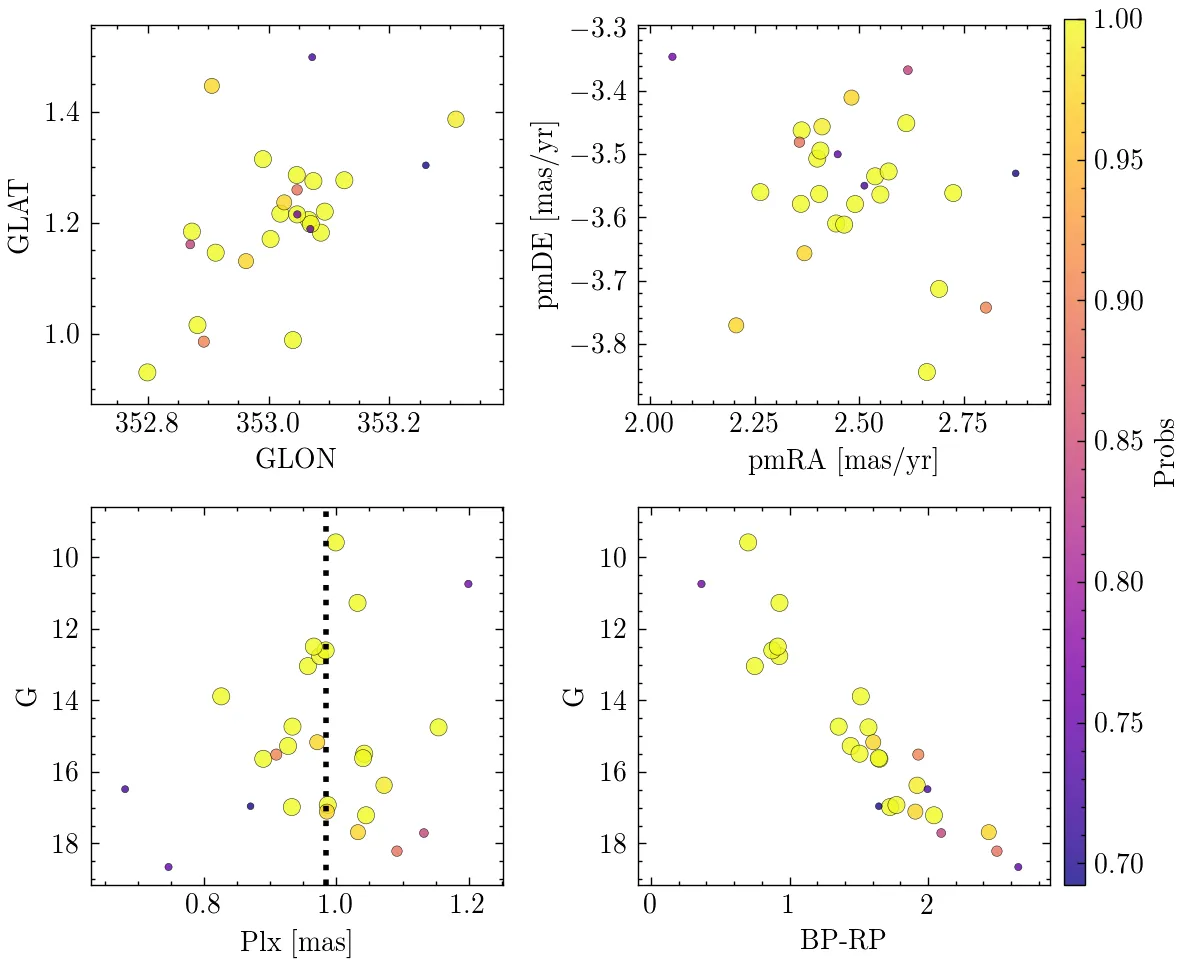 1.4
1.2
1.0
GLAT
352.8 353.0 353.2
GLON
−3.3
−3.4
−3.5
−3.6
−3.7
−3.8
pmDE [mas/yr]
2.00 2.25 2.50 2.75
pmRA [mas/yr]
10
12
14
16
18
G
0.8 1.0 1.2
Plx [mas]
10
12
14
16
18
G
0 1 2
BP-RP
1.00
0.95
0.90
0.85
0.80
0.75
0.70
Probs